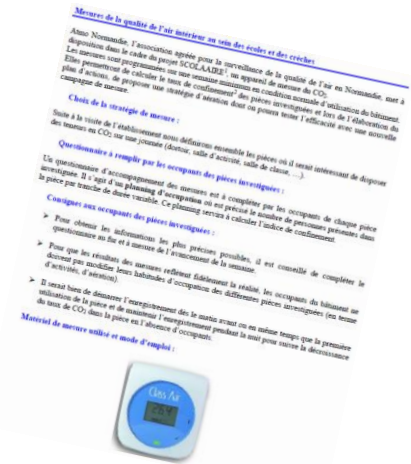 Mesures de la qualité de l'air intérieur au sein des écoles et des crèches
Atmo Normandie, l'association agréée pour la surveillance de la qualité de l'air en Normandie, met à
disposition dans le cadre du projet SCOL'AIRE¹, un appareil de mesure du CO2.
Les mesures sont programmées sur une semaine minimum en condition normale d'utilisation du bâtiment.
Elles permettront de calculer le taux de confinement² des pièces investiguées et lors de l'élaboration du
plan d'actions, de proposer une stratégie d'aération dont on pourra tester l'efficacité avec une nouvelle
campagne de mesure.
Choix de la stratégie de mesure :
Suite à la visite de l'établissement nous définirons ensemble les pièces où il serait intéressant de disposer
des teneurs en CO2 sur une journée (dortoir, salle d'activité, salle de classe, …).
Questionnaire à remplir par les occupants des pièces investiguées :
Un questionnaire d'accompagnement des mesures est à compléter par les occupants de chaque pièce
investiguée. Il s'agit d'un planning d'occupation où est précisé le nombre de personnes présentes dans
la pièce par tranche de durée variable. Ce planning servira à calculer l'indice de confinement.
Consignes aux occupants des pièces investiguées :
➢ Pour obtenir les informations les plus précises possibles, il est conseillé de compléter le
questionnaire au fur et à mesure de l'avancement de la semaine.
➢ Pour que les résultats des mesures reflètent fidèlement la réalité, les occupants du bâtiment ne
doivent pas modifier leurs habitudes d'occupation des différentes pièces investiguées (en terme
d'activités, d'aération).
➢ Il serait bien de démarrer l'enregistrement dès le matin avant ou en même temps que la première
utilisation de la pièce et de maintenir l'enregistrement pendant la nuit pour suivre la décroissance
du taux de CO2 dans la pièce en l'absence d'occupants.
Matériel de mesure utilisé et mode d'emploi :
Class'Air